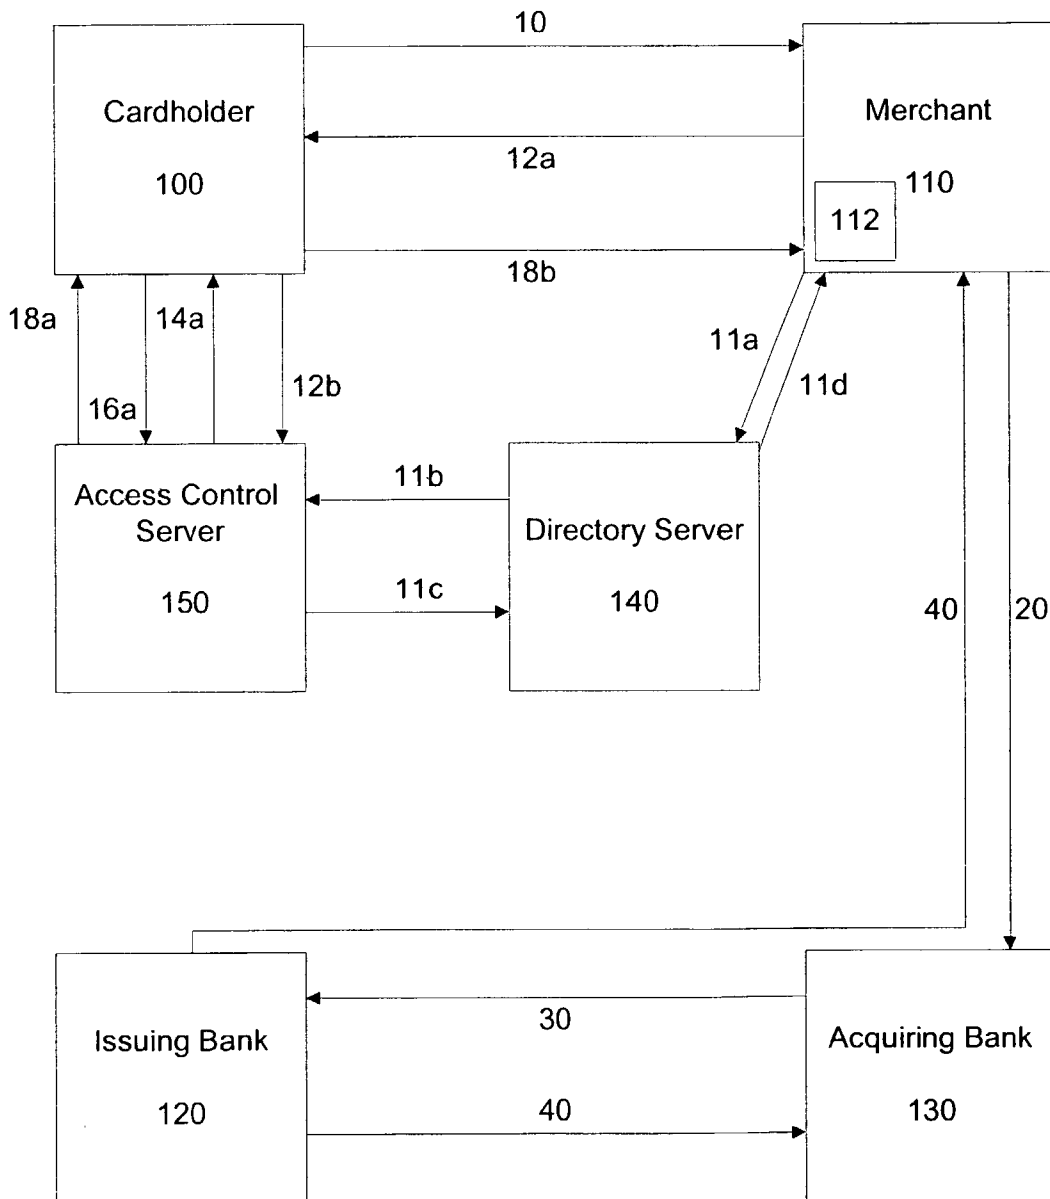 10
Cardholder
100
Merchant
110
112
12a
18b
18a
14a
16a
12b
11a
11d
Access Control
Server
150
11b
11c
Directory Server
140
40
20
Issuing Bank
120
30
40
Acquiring Bank
130